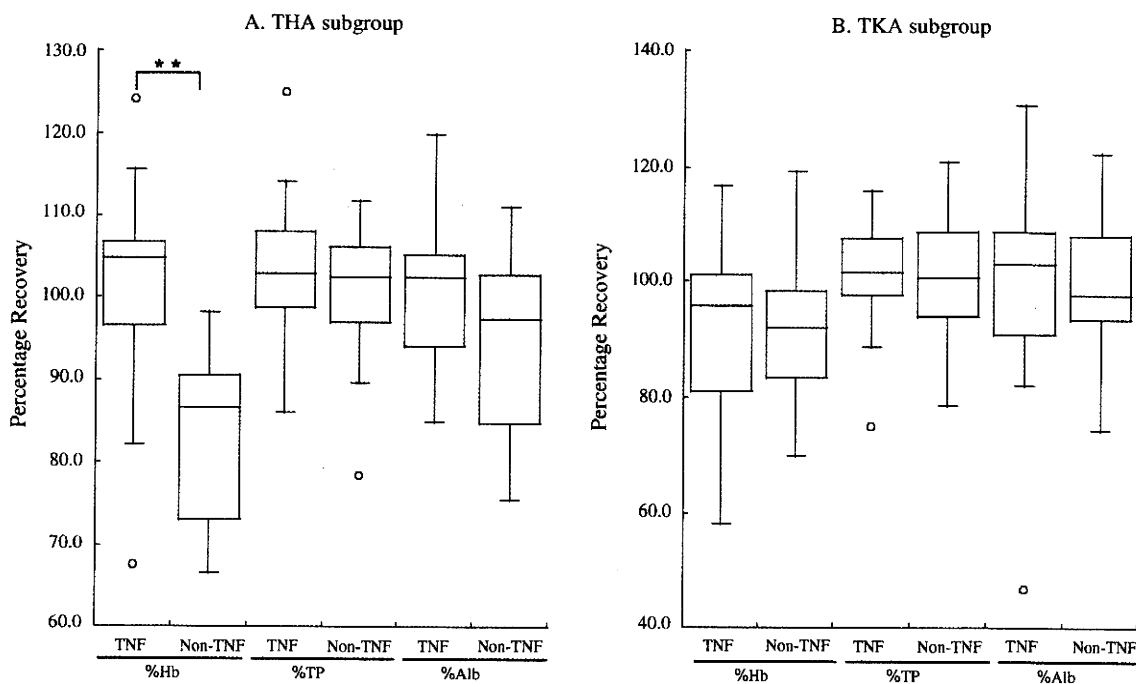 A. THA subgroup
130.0
120.0
110.0
100.0
90.0
80.0
70.0
60.0
Percentage Recovery
**
TNF Non-TNF TNF Non-TNF TNF Non-TNF
%Hb %TP %Alb
B. TKA subgroup
140.0
120.0
100.0
80.0
60.0
40.0
Percentage Recovery
TNF Non-TNF TNF Non-TNF TNF Non-TNF
%Hb %TP %Alb